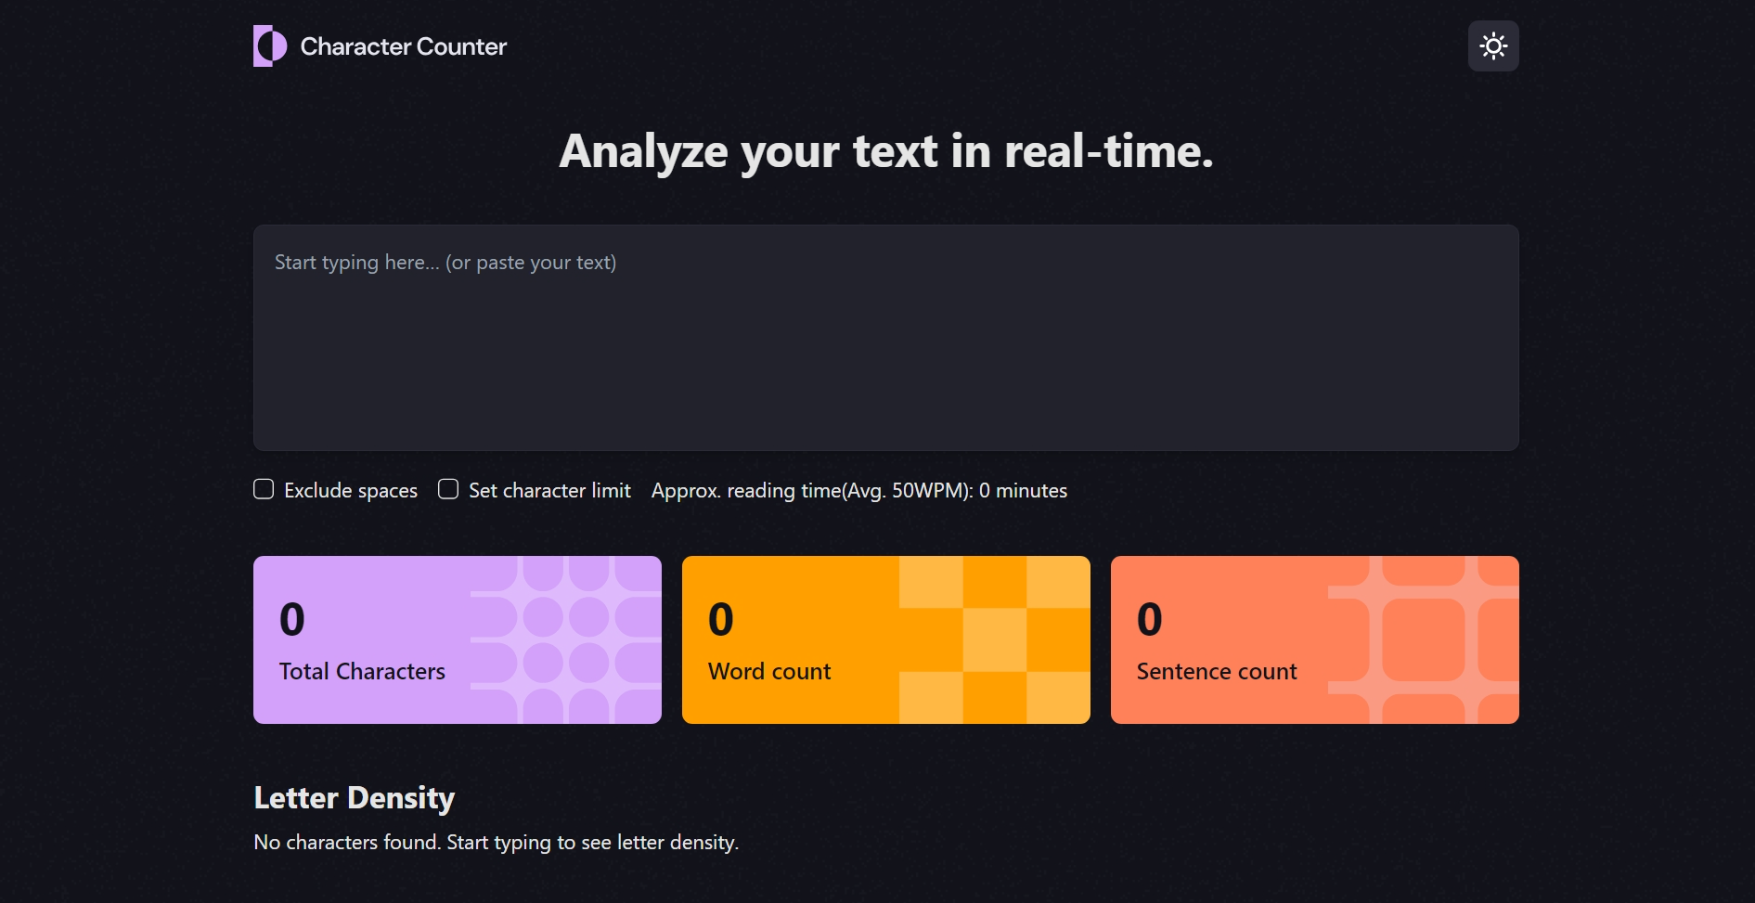 Character Counter
Analyze your text in real-time.
Start typing here... (or paste your text)
Exclude spaces Set character limit Approx. reading time(Avg. 50WPM): 0 minutes
0
Total Characters
0
Word count
0
Sentence count
Letter Density
No characters found. Start typing to see letter density.